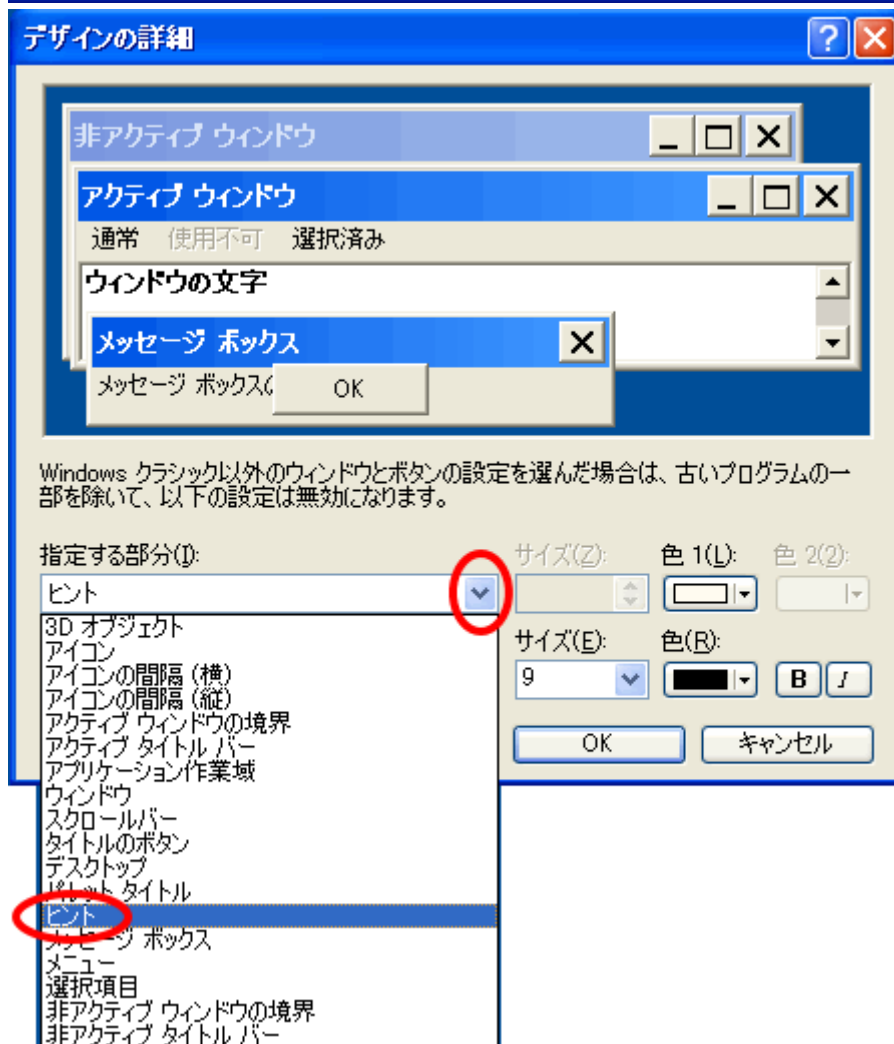 デザインの詳細
非アクティブ ウィンドウ
アクティブ ウィンドウ
通常 使用不可 選択済み
ウィンドウの文字
メッセージ ボックス
メッセージ ボックスの
OK
Windows クラシック以外のウィンドウとボタンの設定を選んだ場合は、古いプログラムの一
部を除いて、以下の設定は無効になります。
指定する部分(I): サイズ(Z): 色 1(L): 色 2(2):
ヒント
サイズ(E): 色(R):
9 B I
OK キャンセル
3D オブジェクト
アイコン
アイコンの間隔 (横)
アイコンの間隔 (縦)
アクティブ ウィンドウの境界
アクティブ タイトル バー
アプリケーション作業域
ウィンドウ
スクロールバー
タイトルのボタン
デスクトップ
パレット タイトル
ヒント
メッセージ ボックス
メニュー
選択項目
非アクティブ ウィンドウの境界
非アクティブ タイトル バー